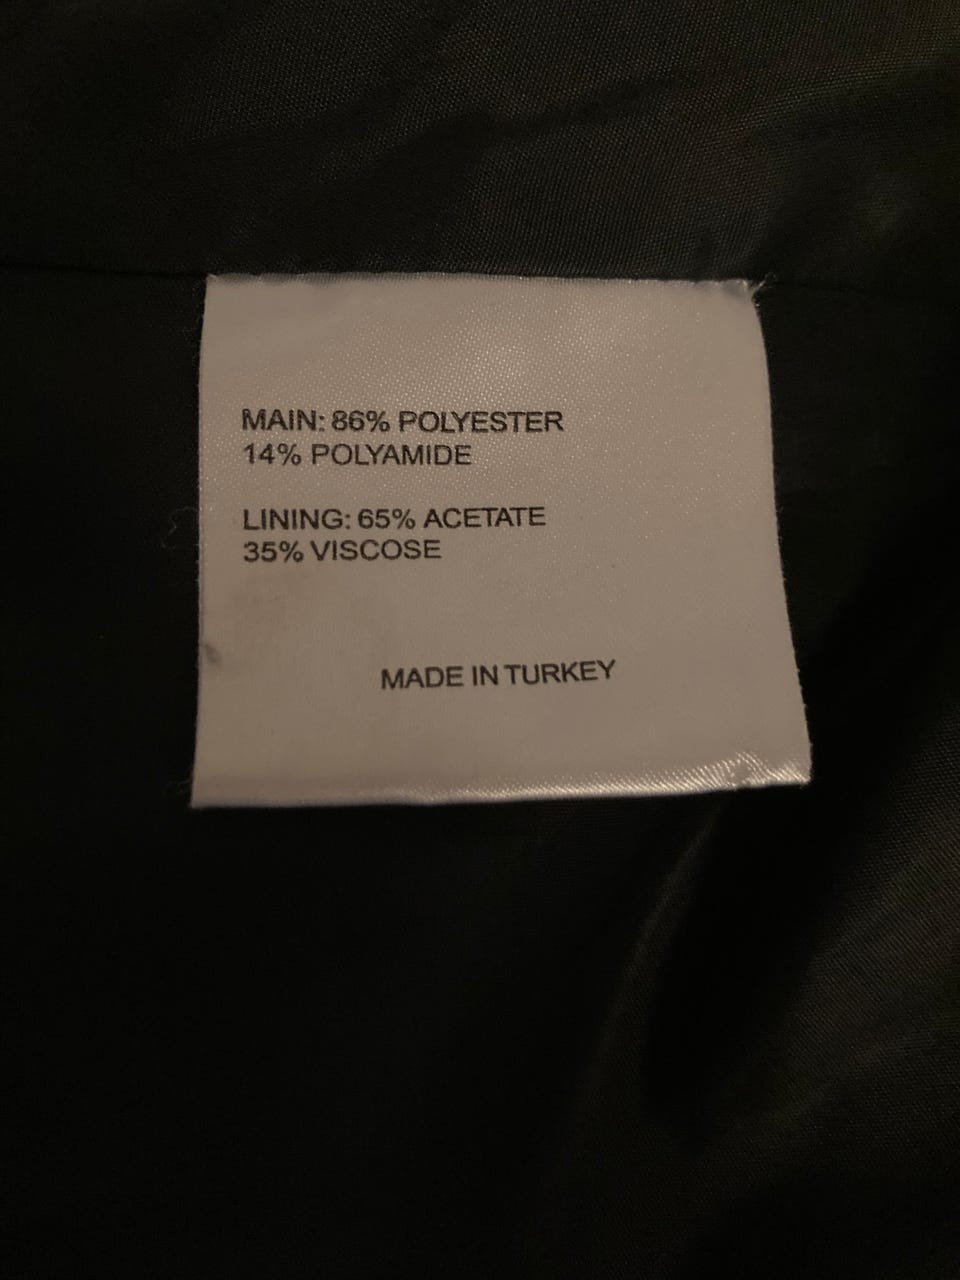 MAIN: 86% POLYESTER
14% POLYAMIDE
LINING: 65% ACETATE
35% VISCOSE
MADE IN TURKEY